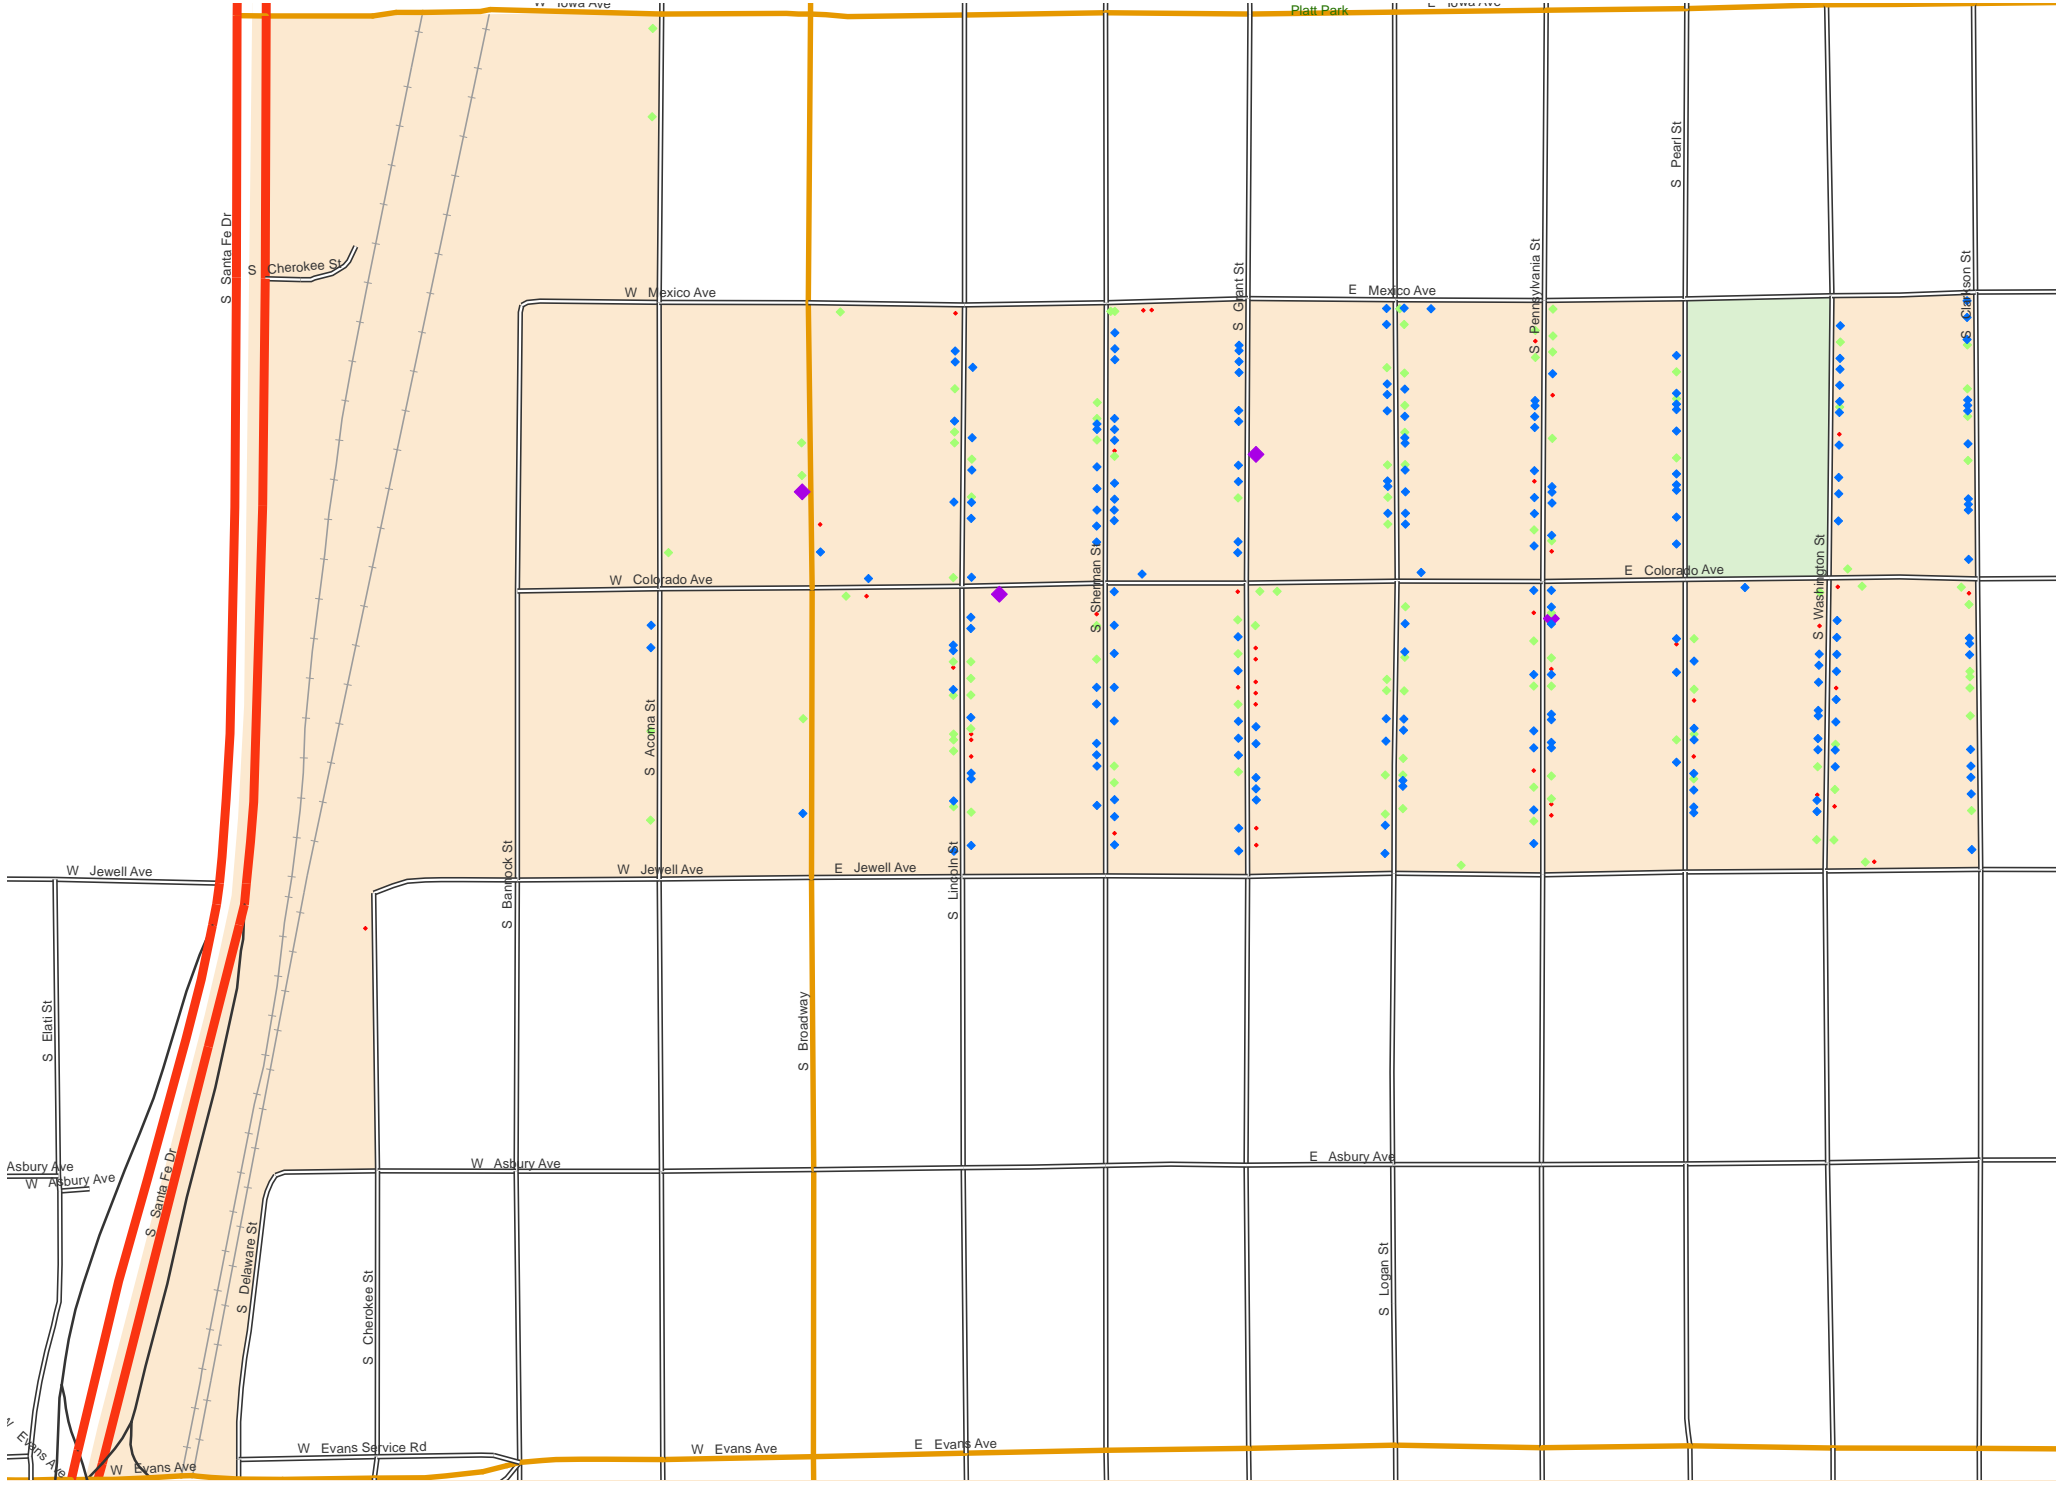 W Iowa Ave
Platt Park
E Iowa Ave
S Pearl St
S Santa Fe Dr
S Cherokee St
S Grant St
S Pennsylvania St
S Clarkson St
W Mexico Ave
E Mexico Ave
W Colorado Ave
S Sherman St
E Colorado Ave
S Washington St
S Acoma St
W Jewell Ave
S Bannock St
W Jewell Ave
E Jewell Ave
S Lincoln St
S Elati St
S Broadway
Asbury Ave
W Asbury Ave
S Santa Fe Dr
W Asbury Ave
E Asbury Ave
S Delaware St
S Cherokee St
S Logan St
W Evans Ave
W Evans Service Rd
W Evans Ave
E Evans Ave
W Evans Ave